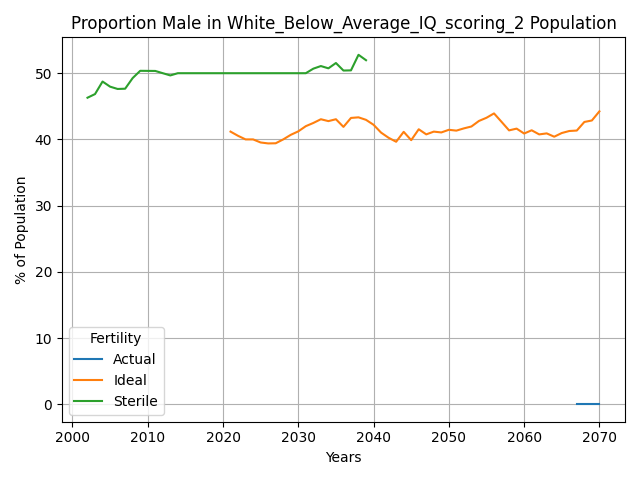 Proportion Male in White_Below_Average_IQ_scoring_2 Population
% of Population
50
40
30
20
10
0
Fertility
Actual
Ideal
Sterile
2000 2010 2020 2030 2040 2050 2060 2070
Years